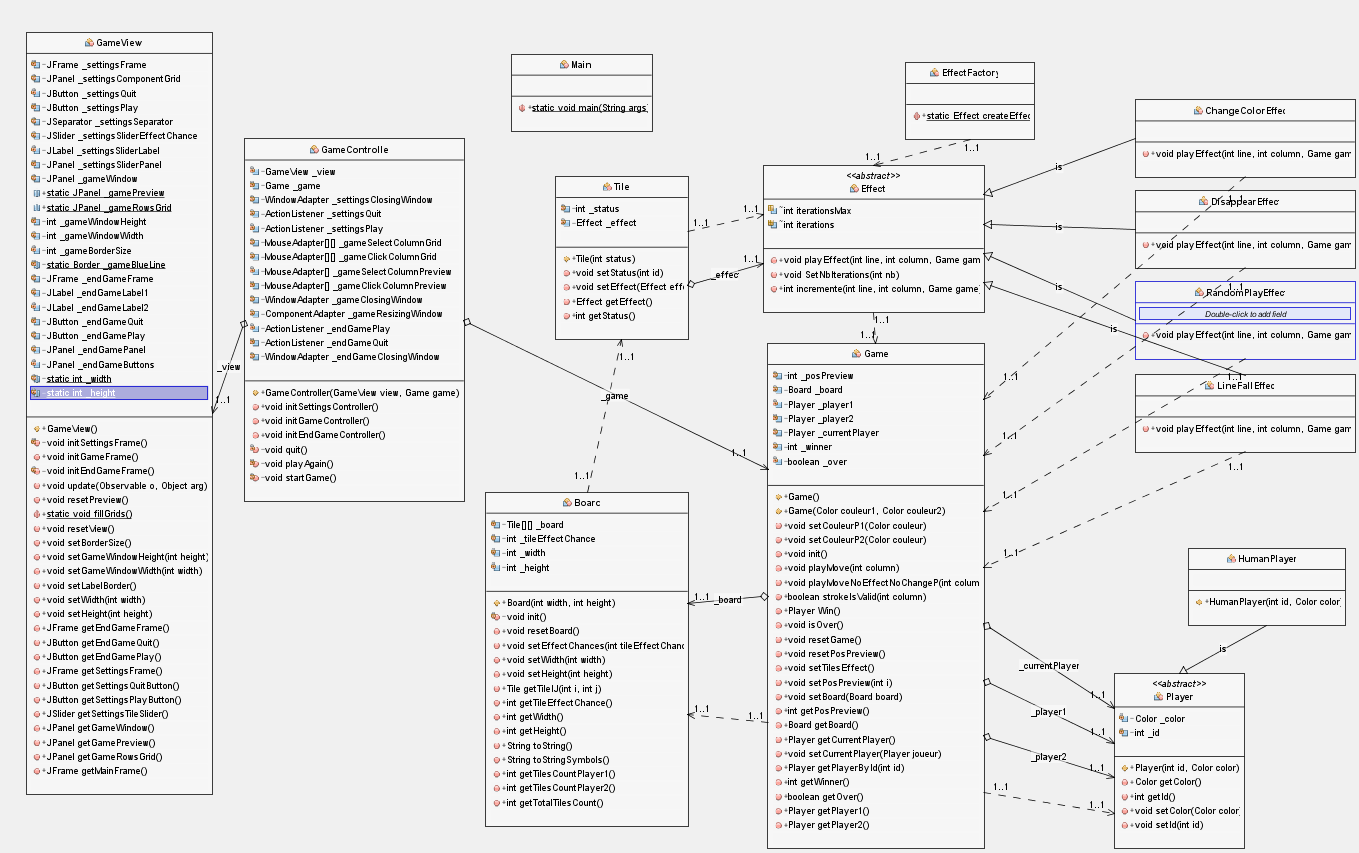 GameView
-JFrame _settingsFrame
-JPanel _settingsComponentGrid
-JButton _settingsQuit
-JButton _settingsPlay
-JSeparator _settingsSeparator
-JSlider _settingsSliderEffectChance
-JLabel _settingsSliderLabel
-JPanel _settingsSliderPanel
-JPanel _gameWindow
+static JPanel _gamePreview
+static JPanel _gameRowsGrid
-int _gameWindowHeight
-int _gameWindowWidth
-int _gameBorderSize
-static Border _gameBlueLine
-JFrame _endGameFrame
-JLabel _endGameLabel1
-JLabel _endGameLabel2
-JButton _endGameQuit
-JButton _endGamePlay
-JPanel _endGamePanel
-JPanel _endGameButtons
-static int _width
-static int _height
+GameView()
-void initSettingsFrame()
+void initGameFrame()
-void initEndGameFrame()
+void update(Observable o, Object arg)
+void resetPreview()
+static void fillGrids()
+void resetView()
+void setBorderSize()
+void setGameWindowHeight(int height)
+void setGameWindowWidth(int width)
+void setLabelBorder()
+void setWidth(int width)
+void setHeight(int height)
+JFrame getEndGameFrame()
+JButton getEndGameQuit()
+JButton getEndGamePlay()
+JFrame getSettingsFrame()
+JButton getSettingsQuitButton()
+JButton getSettingsPlayButton()
+JSlider getSettingsTileSlider()
+JPanel getGameWindow()
+JPanel getGamePreview()
+JPanel getGameRowsGrid()
+JFrame getMainFrame()
_view
1..1
GameControlle
-GameView _view
-Game _game
-WindowAdapter _settingsClosingWindow
-ActionListener _settingsQuit
-ActionListener _settingsPlay
-MouseAdapter[][] _gameSelectColumnGrid
-MouseAdapter[][] _gameClickColumnGrid
-MouseAdapter[] _gameSelectColumnPreview
-MouseAdapter[] _gameClickColumnPreview
-WindowAdapter _gameClosingWindow
-ComponentAdapter _gameResizingWindow
-ActionListener _endGamePlay
-ActionListener _endGameQuit
-WindowAdapter _endGameClosingWindow
+GameController(GameView view, Game game)
+void initSettingsController()
+void initGameController()
+void initEndGameController()
-void quit()
-void playAgain()
-void startGame()
_game
1..1
Main
+static void main(String args
Tile
-int _status
-Effect _effect
+Tile(int status)
+void setStatus(int id)
+void setEffect(Effect effe
+Effect getEffect()
+int getStatus()
1..1
1..1
_effec
1..1
1..1
1..1
Boarc
-Tile[][] _board
-int _tileEffectChance
-int _width
-int _height
+Board(int width, int height)
-void init()
+void resetBoard()
+void setEffectChances(int tileEffectChanc
+void setWidth(int width)
+void setHeight(int height)
+Tile getTileIJ(int i, int j)
+int getTileEffectChance()
+int getWidth()
+int getHeight()
+String toString()
+String toStringSymbols()
+int getTilesCountPlayer1()
+int getTilesCountPlayer2()
+int getTotalTilesCount()
1..1
_board
1..1
1..1
EffectFactory
+static Effect createEffec
1..1
1..1
<<abstract>>
Effect
~int iterationsMax
~int iterations
+void playEffect(int line, int column, Game gam
+void SetNbIterations(int nb)
+int incremente(int line, int column, Game game
1..1
1..1
Game
-int _posPreview
-Board _board
-Player _player1
-Player _player2
-Player _currentPlayer
-int _winner
-boolean _over
+Game()
+Game(Color couleur1, Color couleur2)
+void setCouleurP1(Color couleur)
+void setCouleurP2(Color couleur)
+void init()
+void playMove(int column)
+void playMoveNoEffectNoChangeP(int colum
+boolean strokeIsValid(int column)
+Player Win()
+void isOver()
+void resetGame()
+void resetPosPreview()
+void setTilesEffect()
+void setPosPreview(int i)
+void setBoard(Board board)
+int getPosPreview()
+Board getBoard()
+Player getCurrentPlayer()
+void setCurrentPlayer(Player joueur)
+Player getPlayerById(int id)
+int getWinner()
+boolean getOver()
+Player getPlayer1()
+Player getPlayer2()
ChangeColorEffec
+void playEffect(int line, int column, Game gam
is
1..1
DisappearEffec
+void playEffect(int line, int column, Game gam
is
1..1
RandomPlayEffec
Double-click to add field
+void playEffect(int line, int column, Game gam
is
1..1
LineFallEffec
+void playEffect(int line, int column, Game gam
is
1..1
1..1
1..1
1..1
1..1
HumanPlayer
+HumanPlayer(int id, Color color
is
_currentPlayer
1..1
_player1
1..1
_player2
1..1
1..1
1..1
<<abstract>>
Player
- Color _color
-int _id
+Player(int id, Color color)
+Color getColor()
+int getId()
+void setColor(Color color
+void setId(int id)